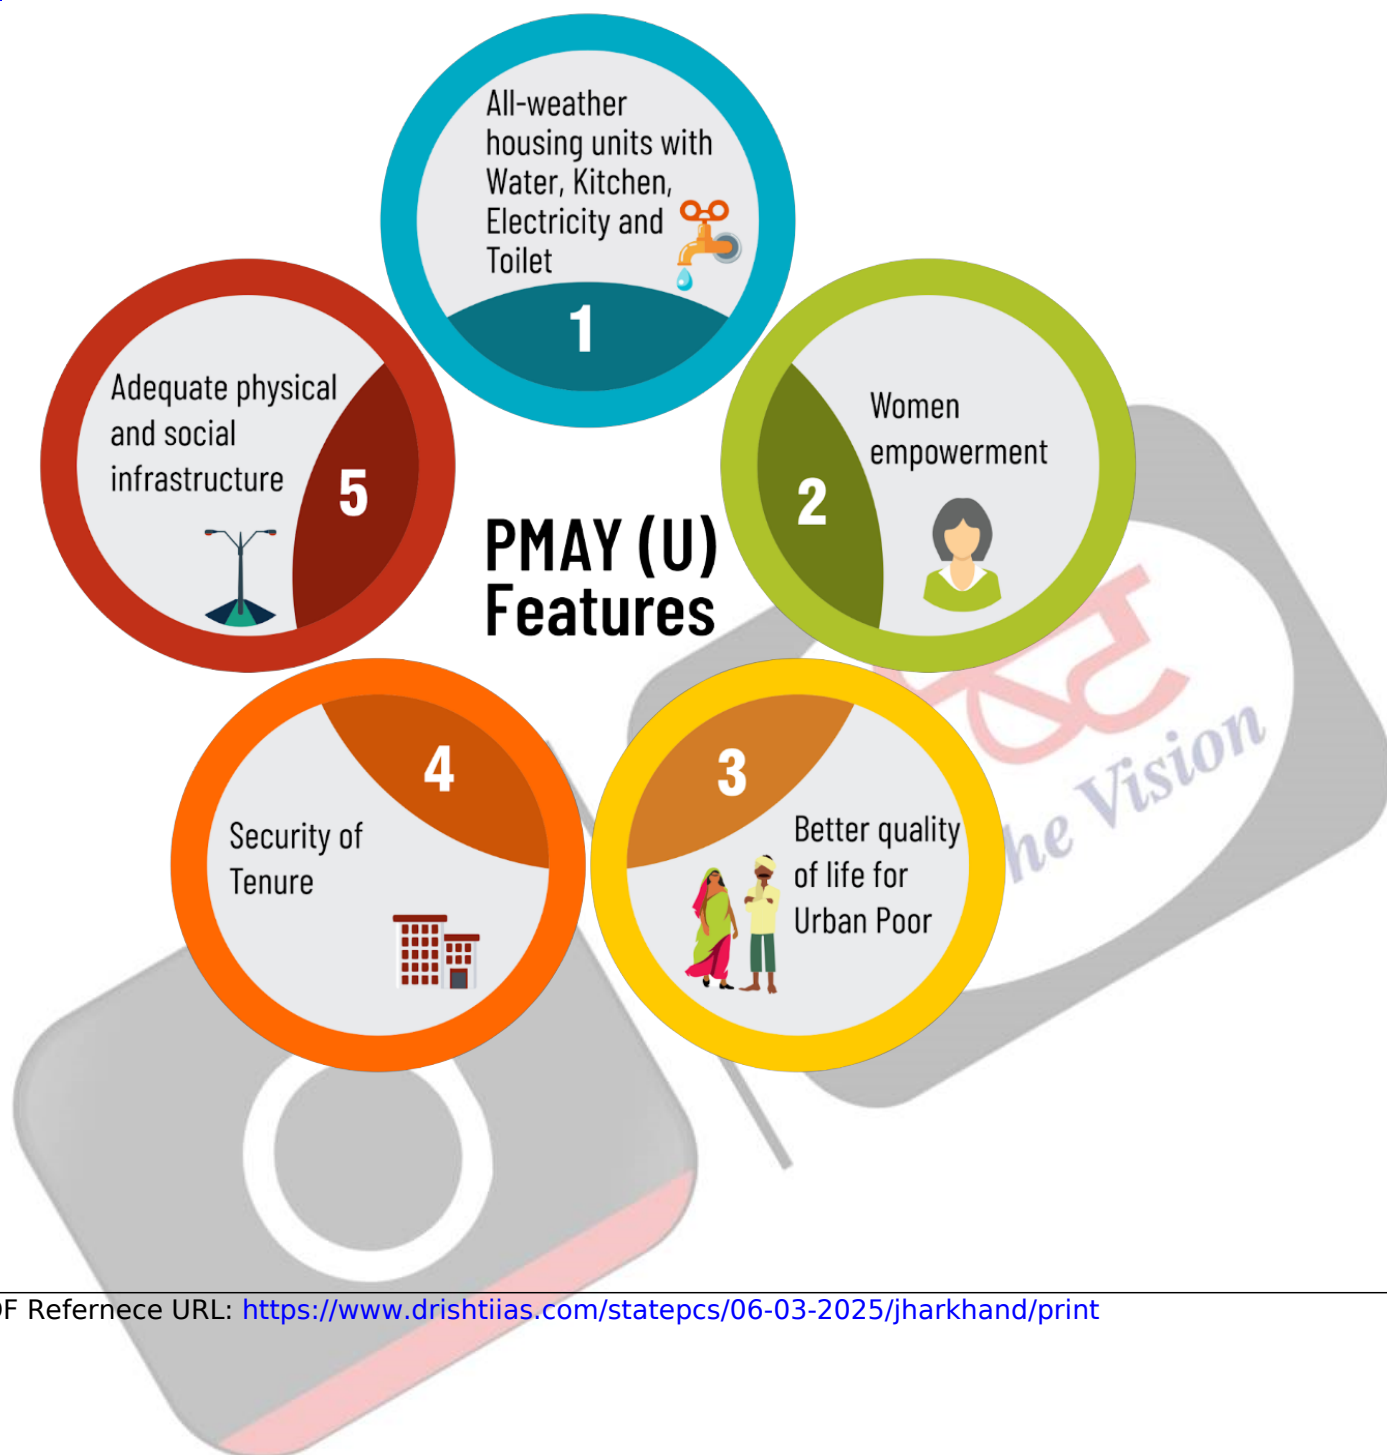 All-weather
housing units with
Water, Kitchen,
Electricity and
Toilet
1
Women
empowerment
2
3
Better quality
of life for
Urban Poor
4
Security of
Tenure
Adequate physical
and social
infrastructure
5
PMAY (U)
Features
he Vision
F Refernece URL: https://www.drishtiias.com/statepcs/06-03-2025/jharkhand/print